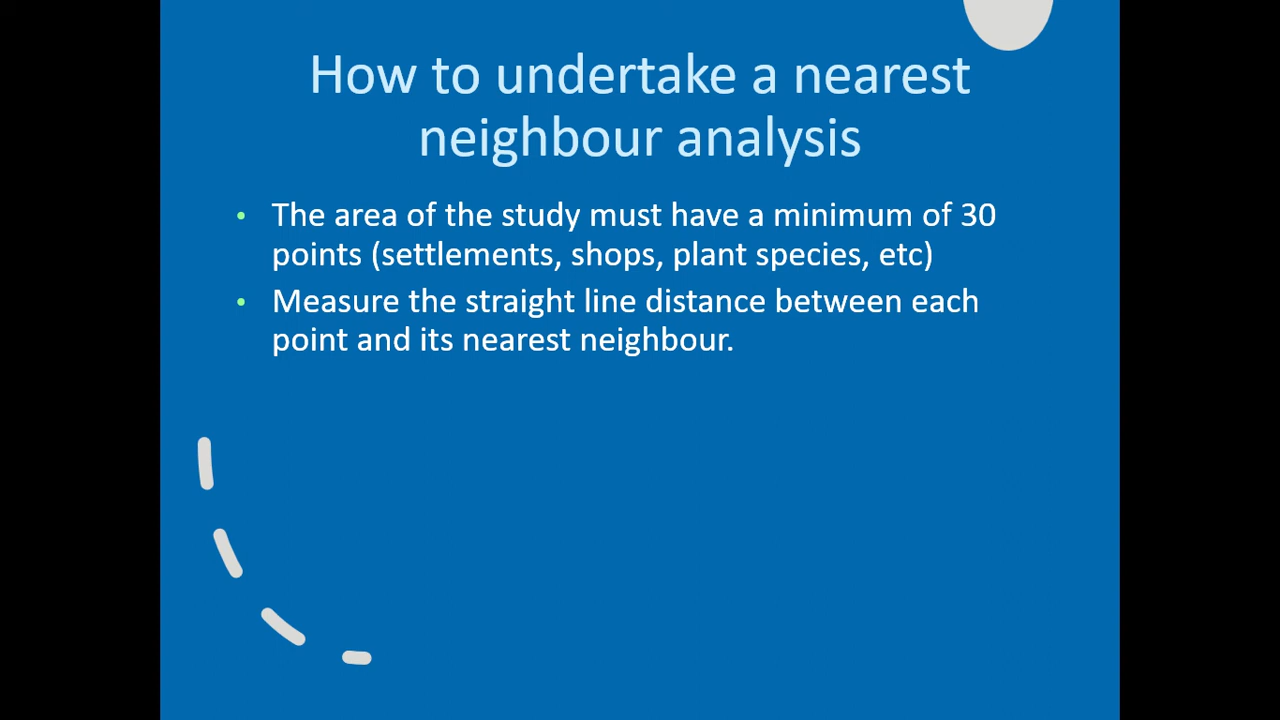 How to undertake a nearest
neighbour analysis
• The area of the study must have a minimum of 30
points (settlements, shops, plant species, etc)
• Measure the straight line distance between each
point and its nearest neighbour.